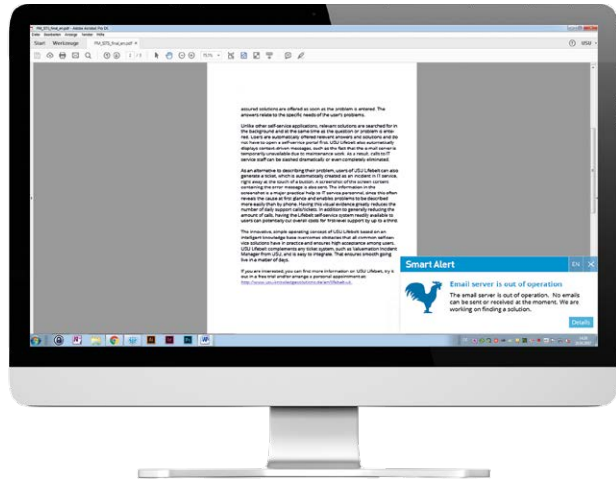 PM_STS_final_en.pdf - Adobe Acrobat Pro DC
Datei Bearbeiten Anzeige Fenster Hilfe
Start Werkzeuge PM_STS_final_en.pdf ×
USU
assured solutions are offered as soon as the problem is entered. The
answers relate to the specific needs of the user's problems.
Unlike other self-service applications, relevant solutions are searched for in
the background and at the same time as the question or problem is ente-
red. Users are automatically offered relevant answers and solutions and do
not have to open a self-service portal first. USU Lifebelt also automatically
displays context-driven messages, such as the fact that the e-mail server is
temporarily unavailable due to maintenance work. As a result, calls to IT
service staff can be slashed dramatically or even completely eliminated.
As an alternative to describing their problem, users of USU Lifebelt can also
generate a ticket, which is automatically created as an incident in IT service,
right away at the touch of a button. A screenshot of the screen content
containing the error message is also sent. The information in the
screenshot is a major practical help to IT service personnel, since this often
reveals the cause at first glance and enables problems to be described
more easily than by phone. Having this visual evidence greatly reduces the
number of daily support calls/tickets. In addition to generally reducing the
amount of calls, having the Lifebelt self-service system readily available to
users can potentially cut overall costs for first-level support by up to a third.
The innovative, simple operating concept of USU Lifebelt based on an
intelligent knowledge base overcomes obstacles that all common self-ser-
vice solutions have in practice and ensures high acceptance among users.
USU Lifebelt complements any ticket system, such as Valuemation Incident
Manager from USU, and is easy to integrate. That ensures smooth going
live in a matter of days.
If you are interested, you can find more information on USU Lifebelt, try it
out in a free trial and/or arrange a personal appointment at:
Smart Alert EN ×
Email server is out of operation
The email server is out of operation. No emails
can be sent or received at the moment. We are
working on finding a solution.
Details